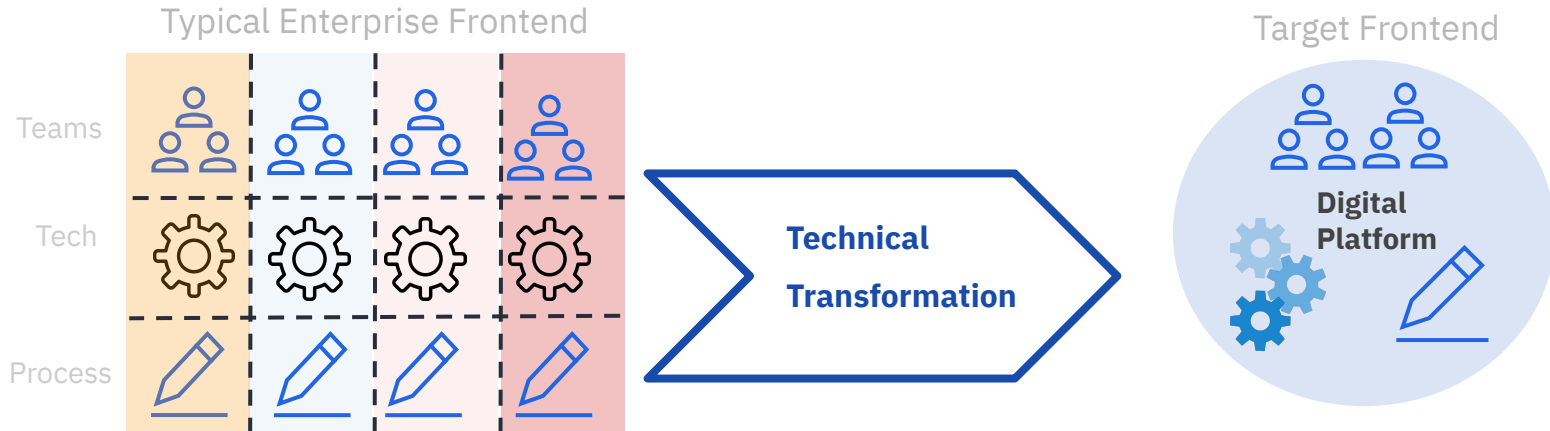 Typical Enterprise Frontend
Target Frontend
Teams
Tech
Process
Technical
Transformation
Digital
Platform